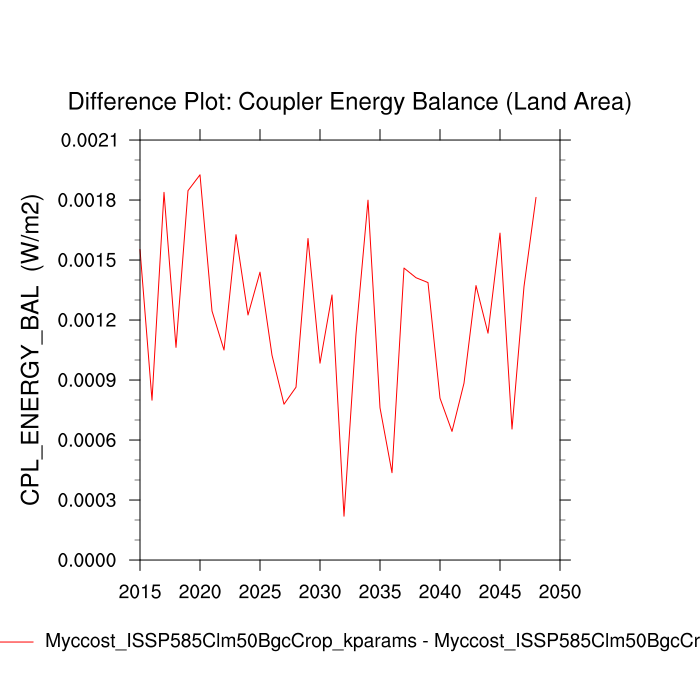 Difference Plot: Coupler Energy Balance (Land Area)
CPL_ENERGY_BAL (W/m2)
0.0021
0.0018
0.0015
0.0012
0.0009
0.0006
0.0003
0.0000
2015 2020 2025 2030 2035 2040 2045 2050
Myccost_ISSP585Clm50BgcCrop_kparams - Myccost_ISSP585Clm50BgcCr